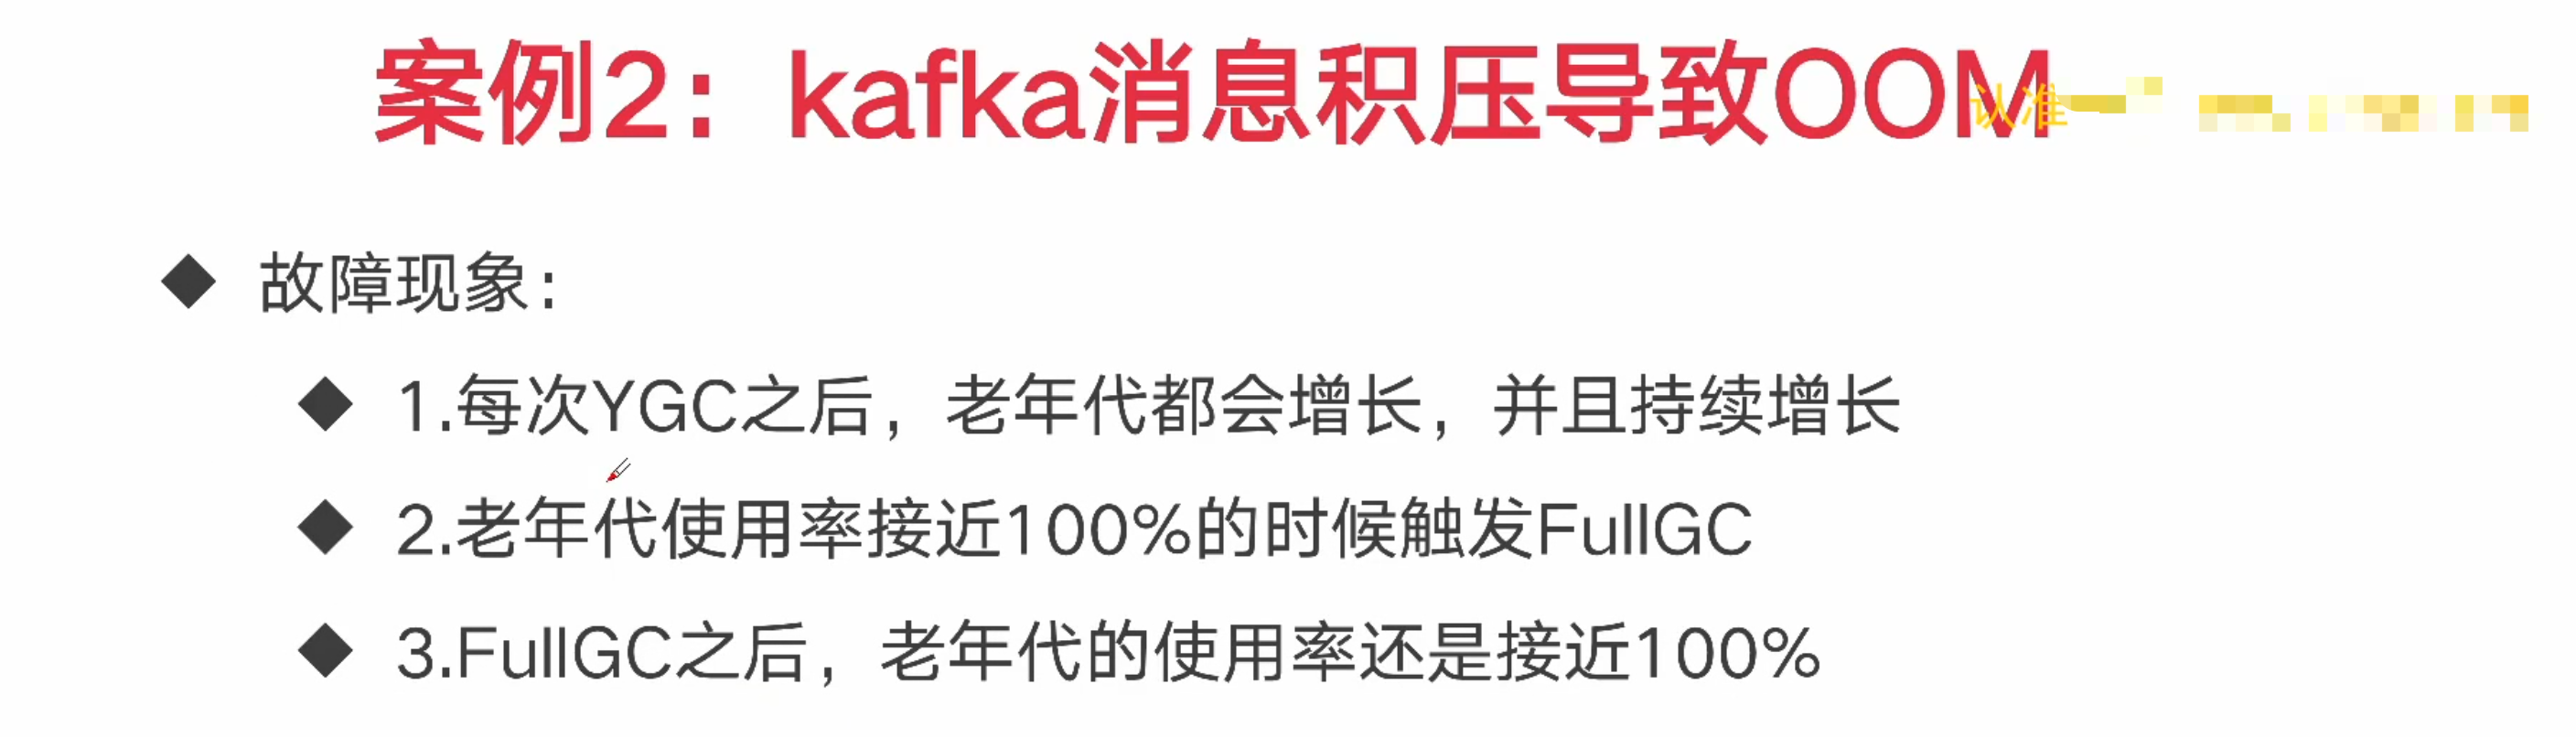 案例2：kafka消息积压导致OOM
认准
故障现象：
1.每次YGC之后，老年代都会增长，并且持续增长
2.老年代使用率接近100%的时候触发FullGC
3.FullGC之后，老年代的使用率还是接近100%